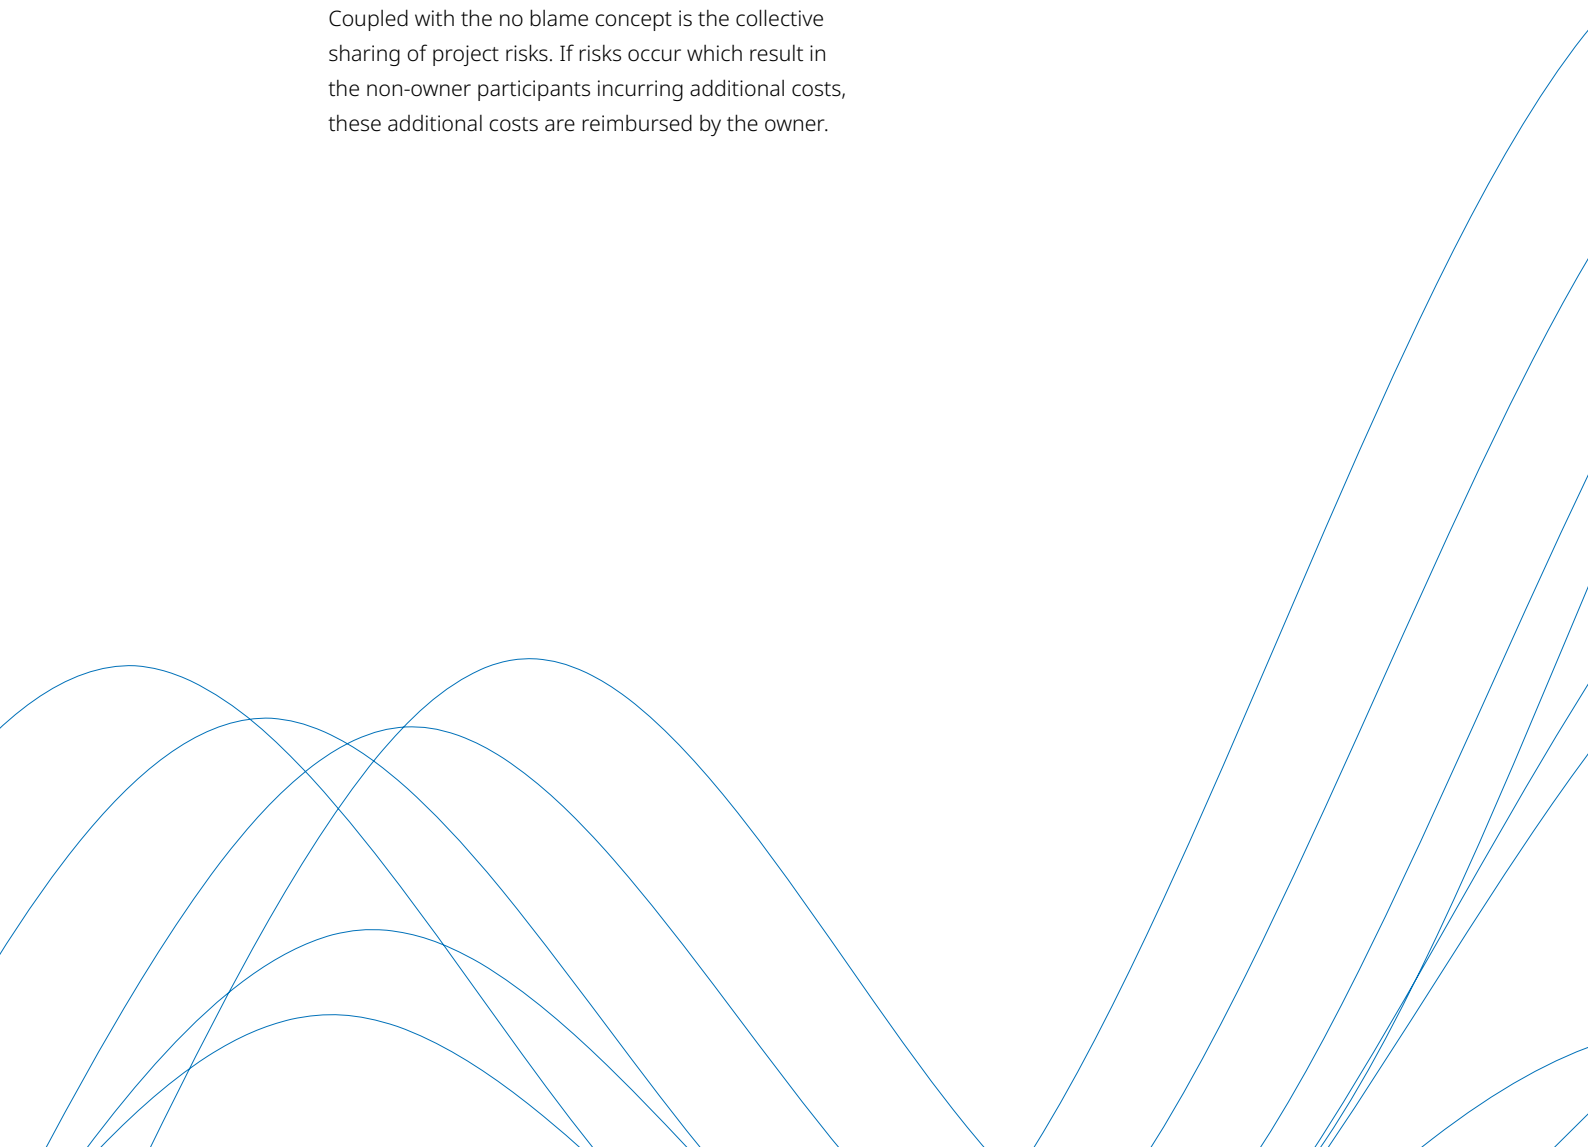 Coupled with the no blame concept is the collective
sharing of project risks. If risks occur which result in
the non-owner participants incurring additional costs,
these additional costs are reimbursed by the owner.